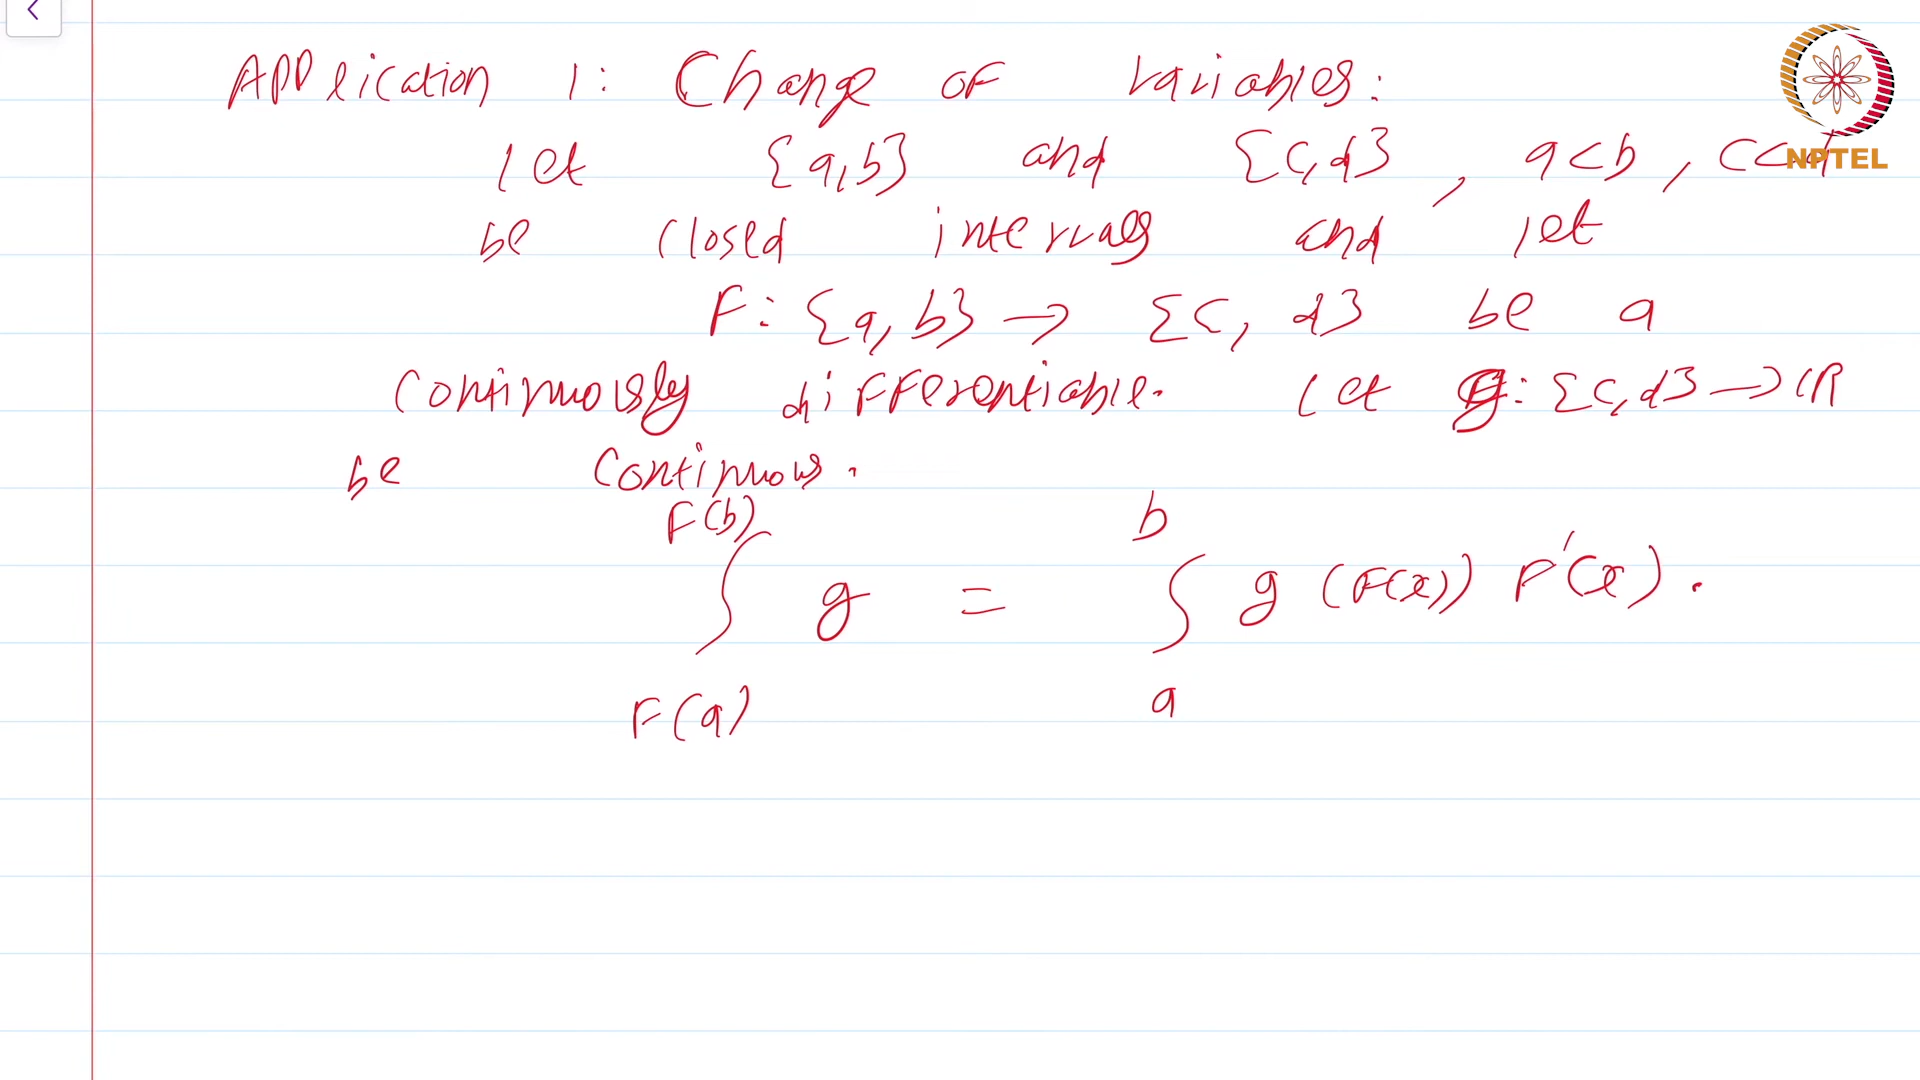 Application 1: Change of variables:
NPTEL
Let [a,b] and [c,d], a<b, c<d
be closed intervals and let
F: [a,b] → [c,d] be a
continuously differentiable. Let g: [c,d] → ℝ
be continuous.
F(b) b
∫ g = ∫ g(F(x)) F'(x).
F(a) a